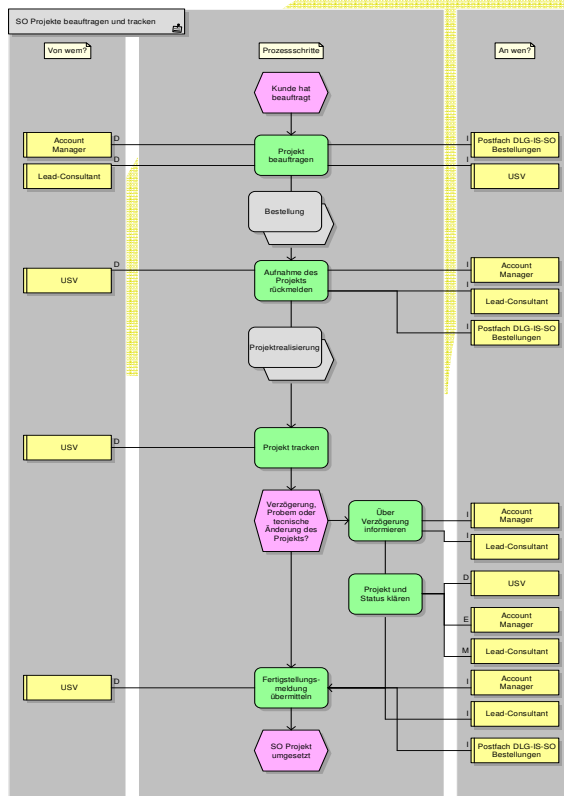 SO Projekte beauftragen und tracken
Von wem?
Prozessschritte
An wen?
Kunde hat
beauftragt
Account
Manager
D
Projekt
beauftragen
I
Postfach DLG-IS-SO
Bestellungen
Lead-Consultant
D
I
USV
Bestellung
USV
D
Aufnahme des
Projekts
rückmelden
I
Account
Manager
I
Lead-Consultant
I
Postfach DLG-IS-SO
Bestellungen
Projektrealisierung
USV
D
Projekt tracken
Verzögerung,
Probem oder
tecnische
Änderung des
Projekts?
Über
Verzögerung
informieren
I
Account
Manager
I
Lead-Consultant
Projekt und
Status klären
D
USV
E
Account
Manager
M
Lead-Consultant
USV
D
Fertigstellungs-
meldung
übermitteln
I
Account
Manager
I
Lead-Consultant
I
Postfach DLG-IS-SO
Bestellungen
SO Projekt
umgesetzt